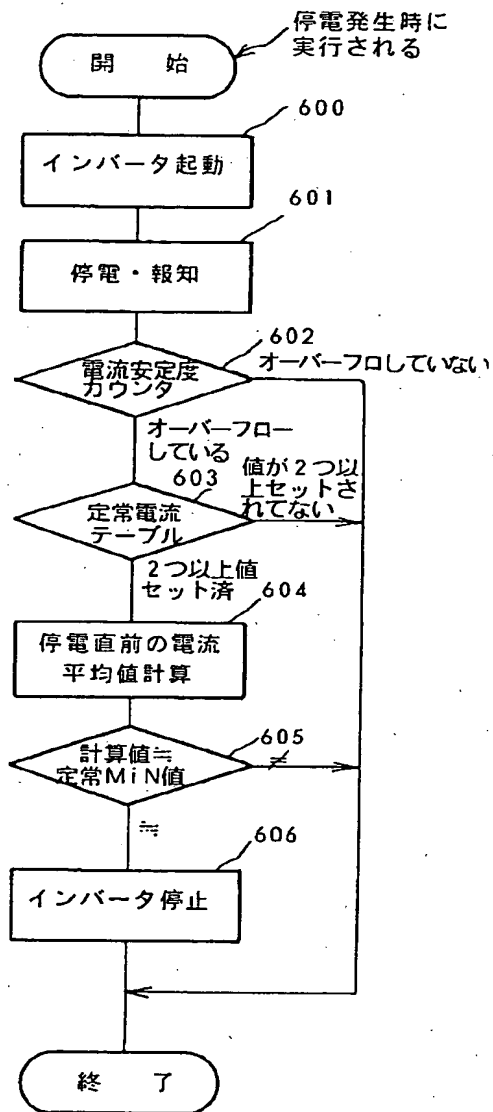 停電発生時に
実行される
開 始
600
インバータ起動
601
停電・報知
602
電流安定度
カウンタ
オーバーフロしていない
オーバーフロー
している
603
値が2つ以
上セットさ
れてない
定常電流
テーブル
2つ以上値
セット済
604
停電直前の電流
平均値計算
605
計算値≒
定常MiN値
≠
≒
606
インバータ停止
終 了